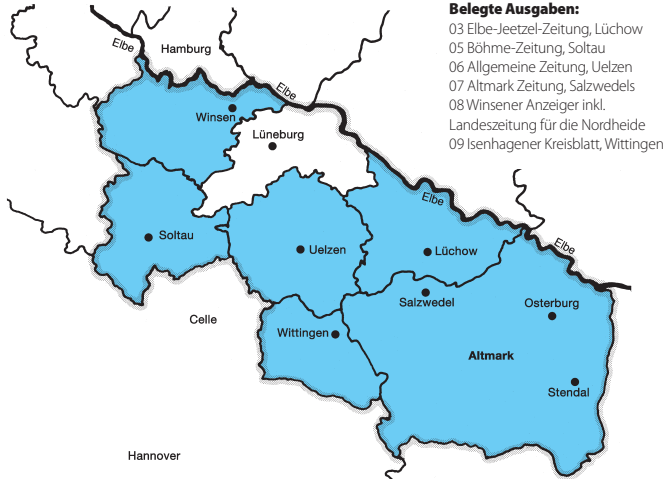 Belegte Ausgaben:
03 Elbe-Jeetzel-Zeitung, Lüchow
05 Böhme-Zeitung, Soltau
06 Allgemeine Zeitung, Uelzen
07 Altmark Zeitung, Salzwedels
08 Winsener Anzeiger inkl.
Landeszeitung für die Nordheide
09 Isenhagener Kreisblatt, Wittingen
Elbe
Hamburg
Elbe
Winsen
Lüneburg
Elbe
Soltau
Uelzen
Lüchow
Elbe
Salzwedel
Osterburg
Celle
Wittingen
Altmark
Stendal
Hannover